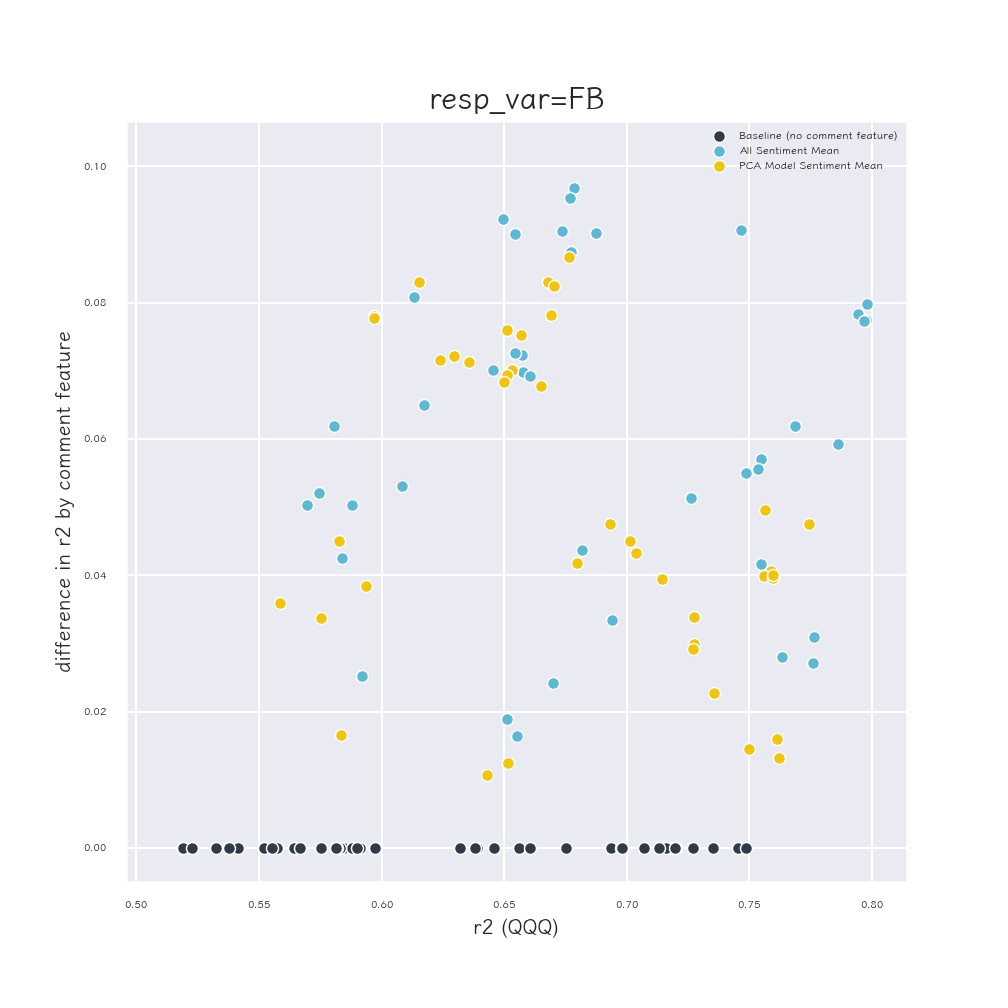 resp_var=FB
Baseline (no comment feature)
All Sentiment Mean
PCA Model Sentiment Mean
difference in r2 by comment feature
0.10
0.08
0.06
0.04
0.02
0.00
0.50 0.55 0.60 0.65 0.70 0.75 0.80
r2 (QQQ)